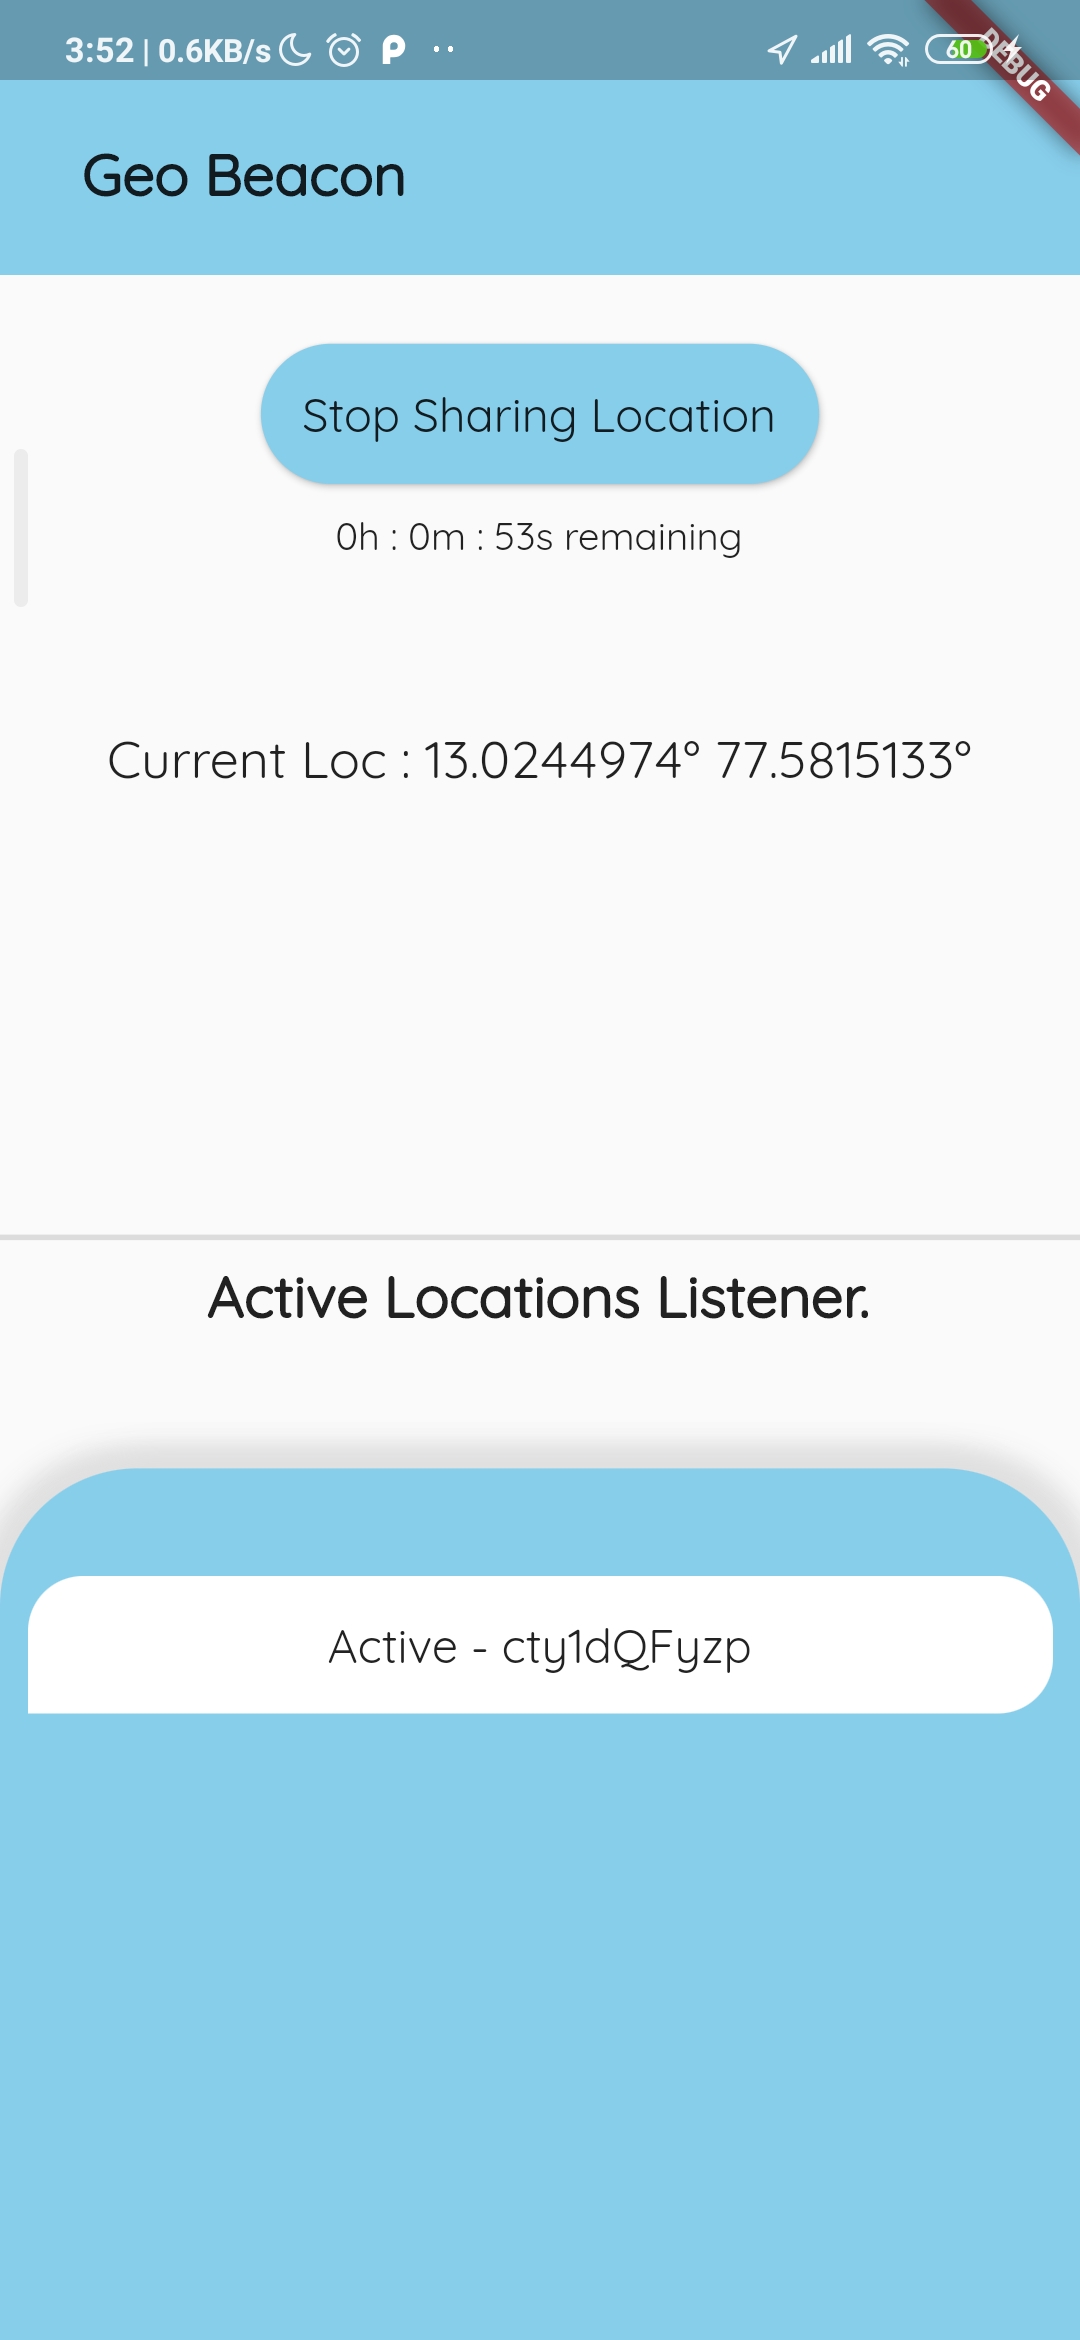 3:52 | 0.6KB/s
60
DEBUG
Geo Beacon
Stop Sharing Location
0h : 0m : 53s remaining
Current Loc : 13.0244974° 77.5815133°
Active Locations Listener.
Active - cty1dQFyzp